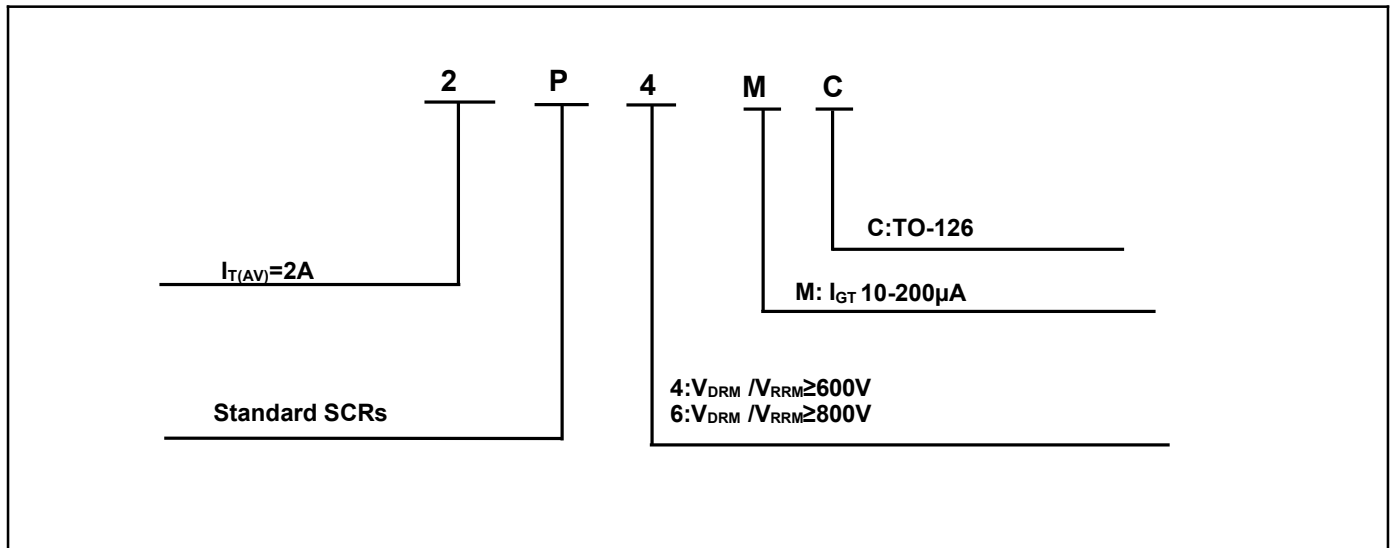 2 P 4 M C
C:TO-126
IT(AV)=2A
M: IGT 10-200µA
4:VDRM /VRRM≥600V
6:VDRM /VRRM≥800V
Standard SCRs